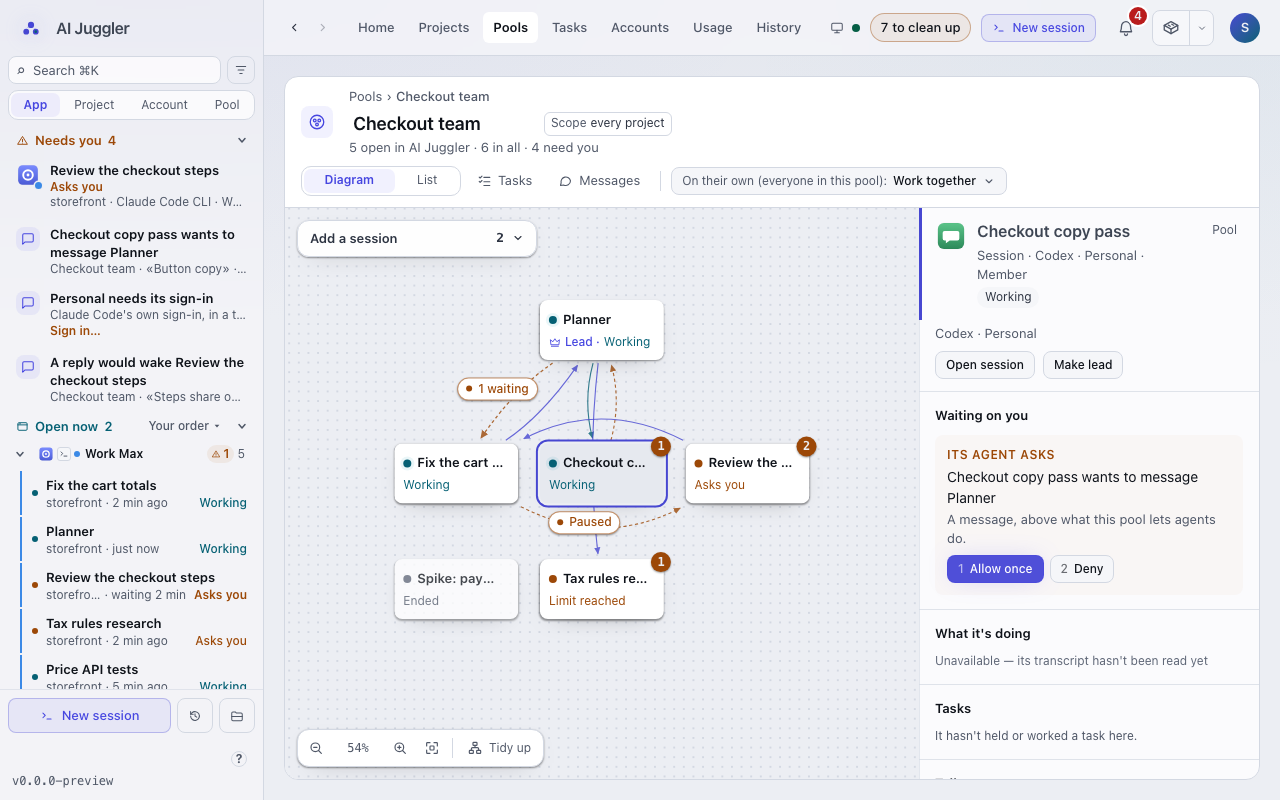 AI Juggler
Search ⌘K
App
Project
Account
Pool
Needs you 4
Review the checkout steps
Asks you
storefront · Claude Code CLI · W...
Checkout copy pass wants to
message Planner
Checkout team · «Button copy» ·...
Personal needs its sign-in
Claude Code's own sign-in, in a t...
Sign in...
A reply would wake Review the
checkout steps
Checkout team · «Steps share o...
Open now 2
Your order
Work Max
1
5
Fix the cart totals
storefront · 2 min ago
Working
Planner
storefront · just now
Working
Review the checkout steps
storefro... · waiting 2 min
Asks you
Tax rules research
storefront · 2 min ago
Asks you
Price API tests
storefront · 5 min ago
Working
New session
?
v0.0.0-preview
Home
Projects
Pools
Tasks
Accounts
Usage
History
7 to clean up
New session
4
S
Pools › Checkout team
Checkout team
Scope every project
5 open in AI Juggler · 6 in all · 4 need you
Diagram
List
Tasks
Messages
On their own (everyone in this pool): Work together
Add a session
2
Planner
Lead · Working
1 waiting
Fix the cart ...
Working
1
Checkout c...
Working
2
Review the ...
Asks you
Paused
Spike: pay...
Ended
1
Tax rules re...
Limit reached
54%
Tidy up
Checkout copy pass
Pool
Session · Codex · Personal ·
Member
Working
Codex · Personal
Open session
Make lead
Waiting on you
ITS AGENT ASKS
Checkout copy pass wants to message
Planner
A message, above what this pool lets agents
do.
1 Allow once
2 Deny
What it's doing
Unavailable — its transcript hasn't been read yet
Tasks
It hasn't held or worked a task here.